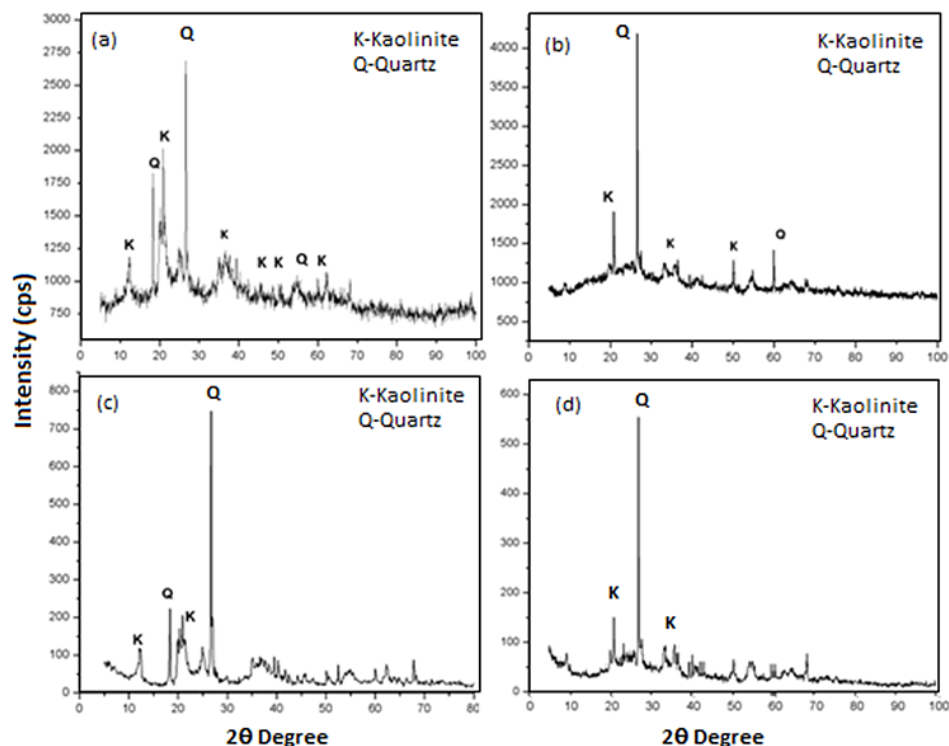 Intensity (cps)
(a)
Q
K-Kaolinite
Q-Quartz
K
Q
K
K
K
K
Q
K
3000
2750
2500
2250
2000
1750
1500
1250
1000
750
0 10 20 30 40 50 60 70 80 90 100
(b)
Q
K-Kaolinite
Q-Quartz
K
K
K
Q
4000
3500
3000
2500
2000
1500
1000
500
0 10 20 30 40 50 60 70 80 90 100
(c)
Q
K-Kaolinite
Q-Quartz
K
Q
K
800
700
600
500
400
300
200
100
0
0 10 20 30 40 50 60 70 80
2θ Degree
(d)
Q
K-Kaolinite
Q-Quartz
K
K
600
500
400
300
200
100
0
0 10 20 30 40 50 60 70 80 90 100
2θ Degree